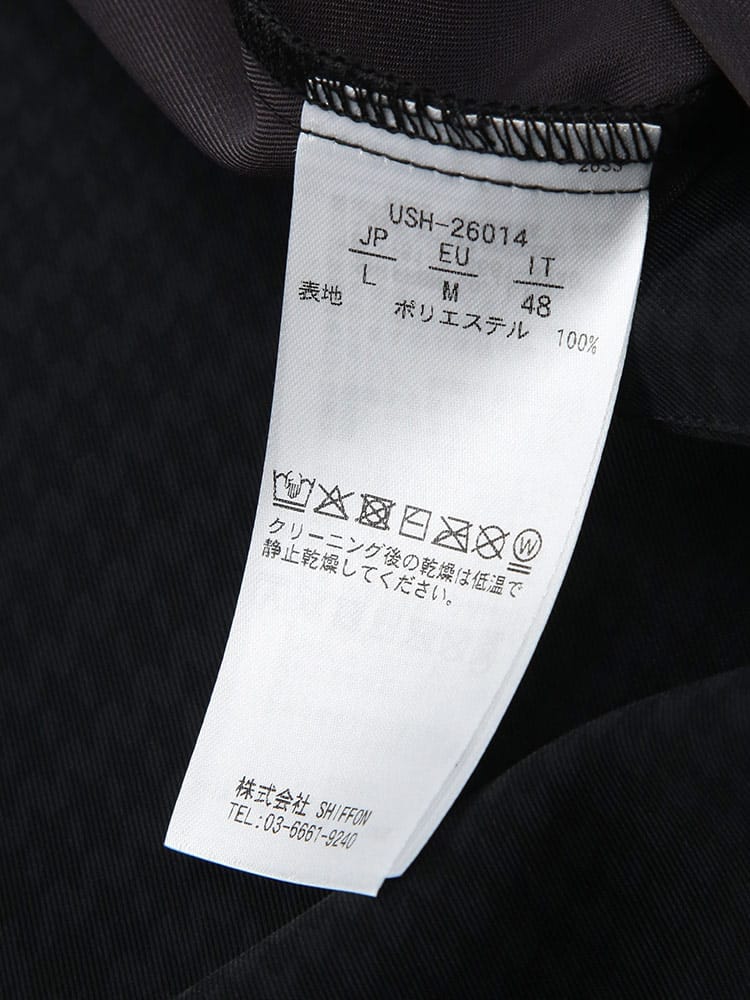 USH-26014
JP EU IT
L M 48
表地 ポリエステル 100%
W
クリーニング後の乾燥は低温で
静止乾燥してください。
株式会社 SHIFFON
TEL:03-6661-9240